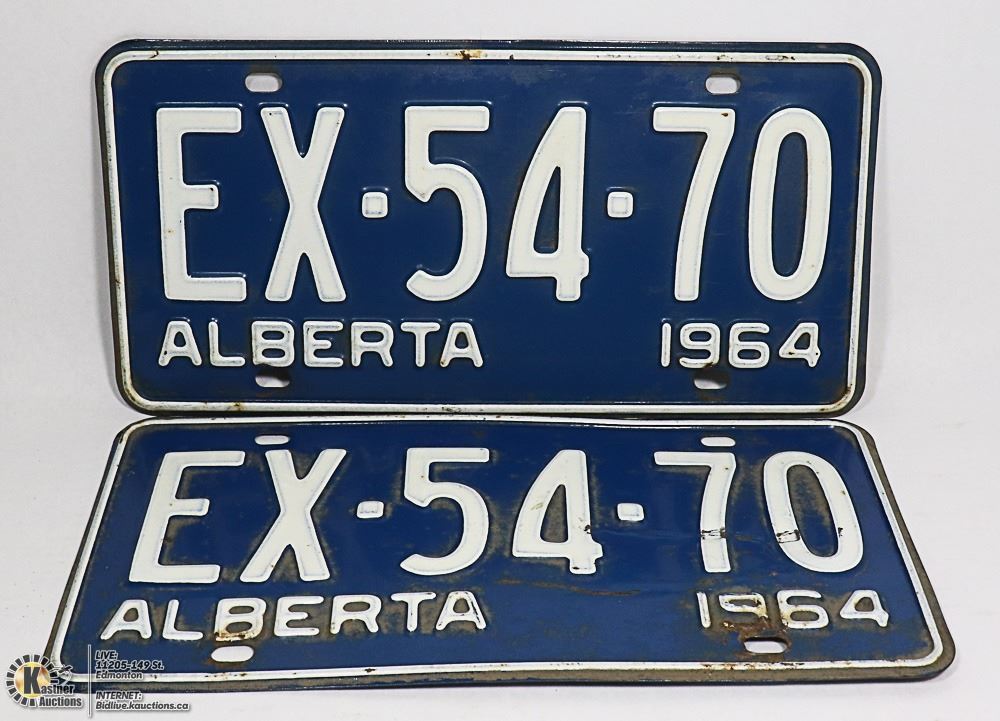 EX·54·70
ALBERTA 1964
EX·54·70
ALBERTA 1964
Kastner
Auctions
LIVE:
11205-149 St.
Edmonton
INTERNET:
Bidlive.kauctions.ca